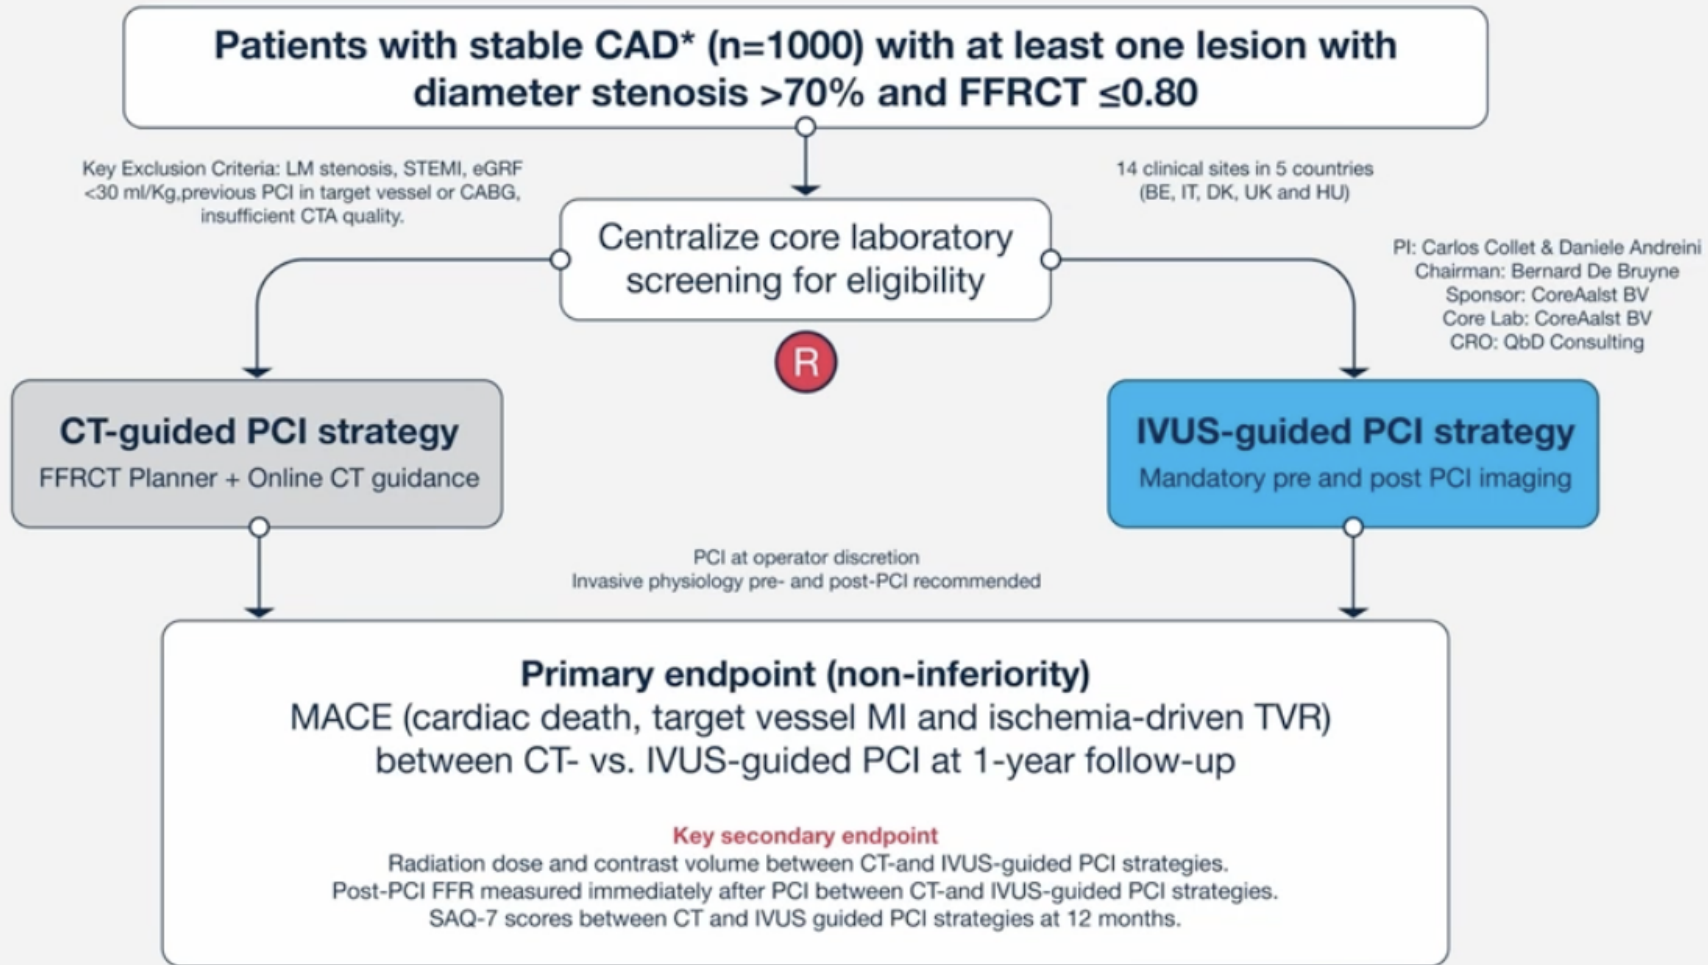 Patients with stable CAD* (n=1000) with at least one lesion with
diameter stenosis >70% and FFRCT ≤0.80
Key Exclusion Criteria: LM stenosis, STEMI, eGRF
<30 ml/Kg,previous PCI in target vessel or CABG,
insufficient CTA quality.
14 clinical sites in 5 countries
(BE, IT, DK, UK and HU)
Centralize core laboratory
screening for eligibility
PI: Carlos Collet & Daniele Andreini
Chairman: Bernard De Bruyne
Sponsor: CoreAalst BV
Core Lab: CoreAalst BV
CRO: QbD Consulting
R
CT-guided PCI strategy
FFRCT Planner + Online CT guidance
IVUS-guided PCI strategy
Mandatory pre and post PCI imaging
PCI at operator discretion
Invasive physiology pre- and post-PCI recommended
Primary endpoint (non-inferiority)
MACE (cardiac death, target vessel MI and ischemia-driven TVR)
between CT- vs. IVUS-guided PCI at 1-year follow-up
Key secondary endpoint
Radiation dose and contrast volume between CT-and IVUS-guided PCI strategies.
Post-PCI FFR measured immediately after PCI between CT-and IVUS-guided PCI strategies.
SAQ-7 scores between CT and IVUS guided PCI strategies at 12 months.